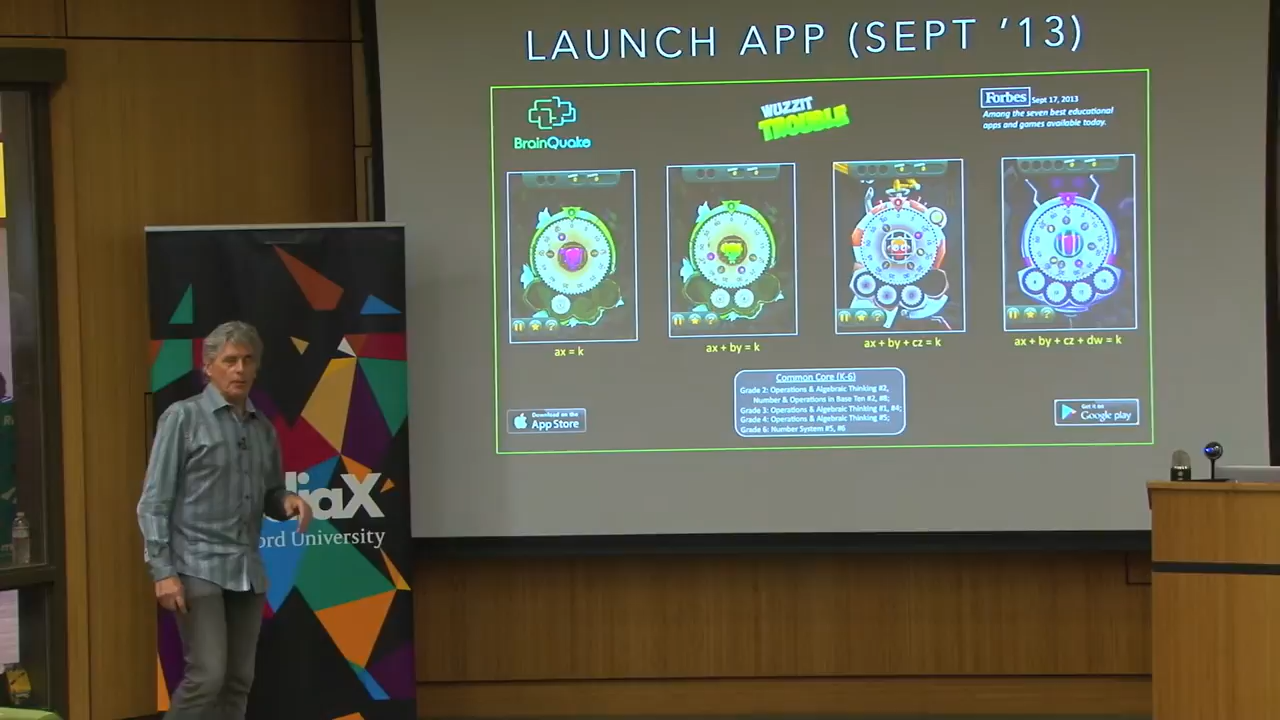 LAUNCH APP (SEPT ’13)
BrainQuake
WUZZIT
TROUBLE
Forbes Sept 17, 2013
Among the seven best educational
apps and games available today.
ax = k
ax + by = k
ax + by + cz = k
ax + by + cz + dw = k
Common Core (K-6)
Grade 2: Operations & Algebraic Thinking #2,
Number & Operations in Base Ten #2, #8;
Grade 3: Operations & Algebraic Thinking #1, #4;
Grade 4: Operations & Algebraic Thinking #5;
Grade 6: Number System #5, #6
Download on the
App Store
Get it on
Google play
diaX
ord University